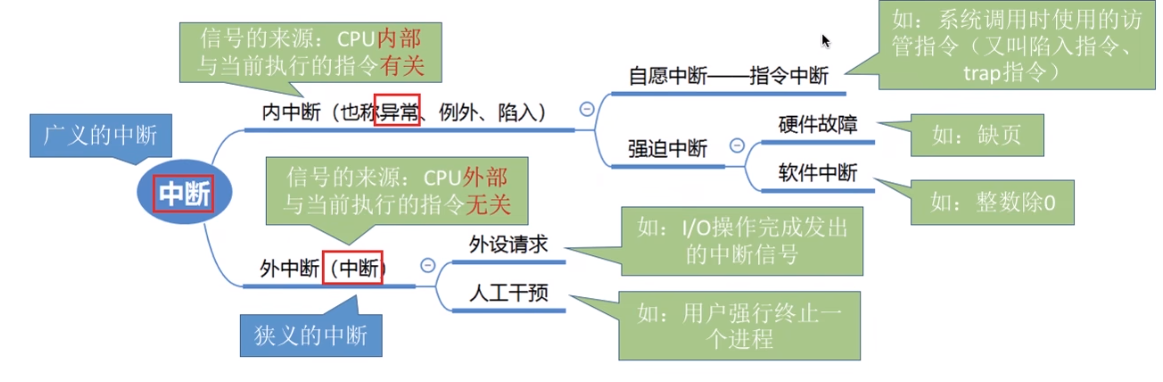 信号的来源：CPU内部
与当前执行的指令有关
如：系统调用时使用的访
管指令（又叫陷入指令、
trap指令）
自愿中断——指令中断
内中断（也称异常、例外、陷入）
广义的中断
硬件故障
如：缺页
强迫中断
软件中断
如：整数除0
中断
信号的来源：CPU外部
与当前执行的指令无关
外设请求
如：I/O操作完成发出
的中断信号
外中断（中断）
人工干预
如：用户强行终止一
个进程
狭义的中断